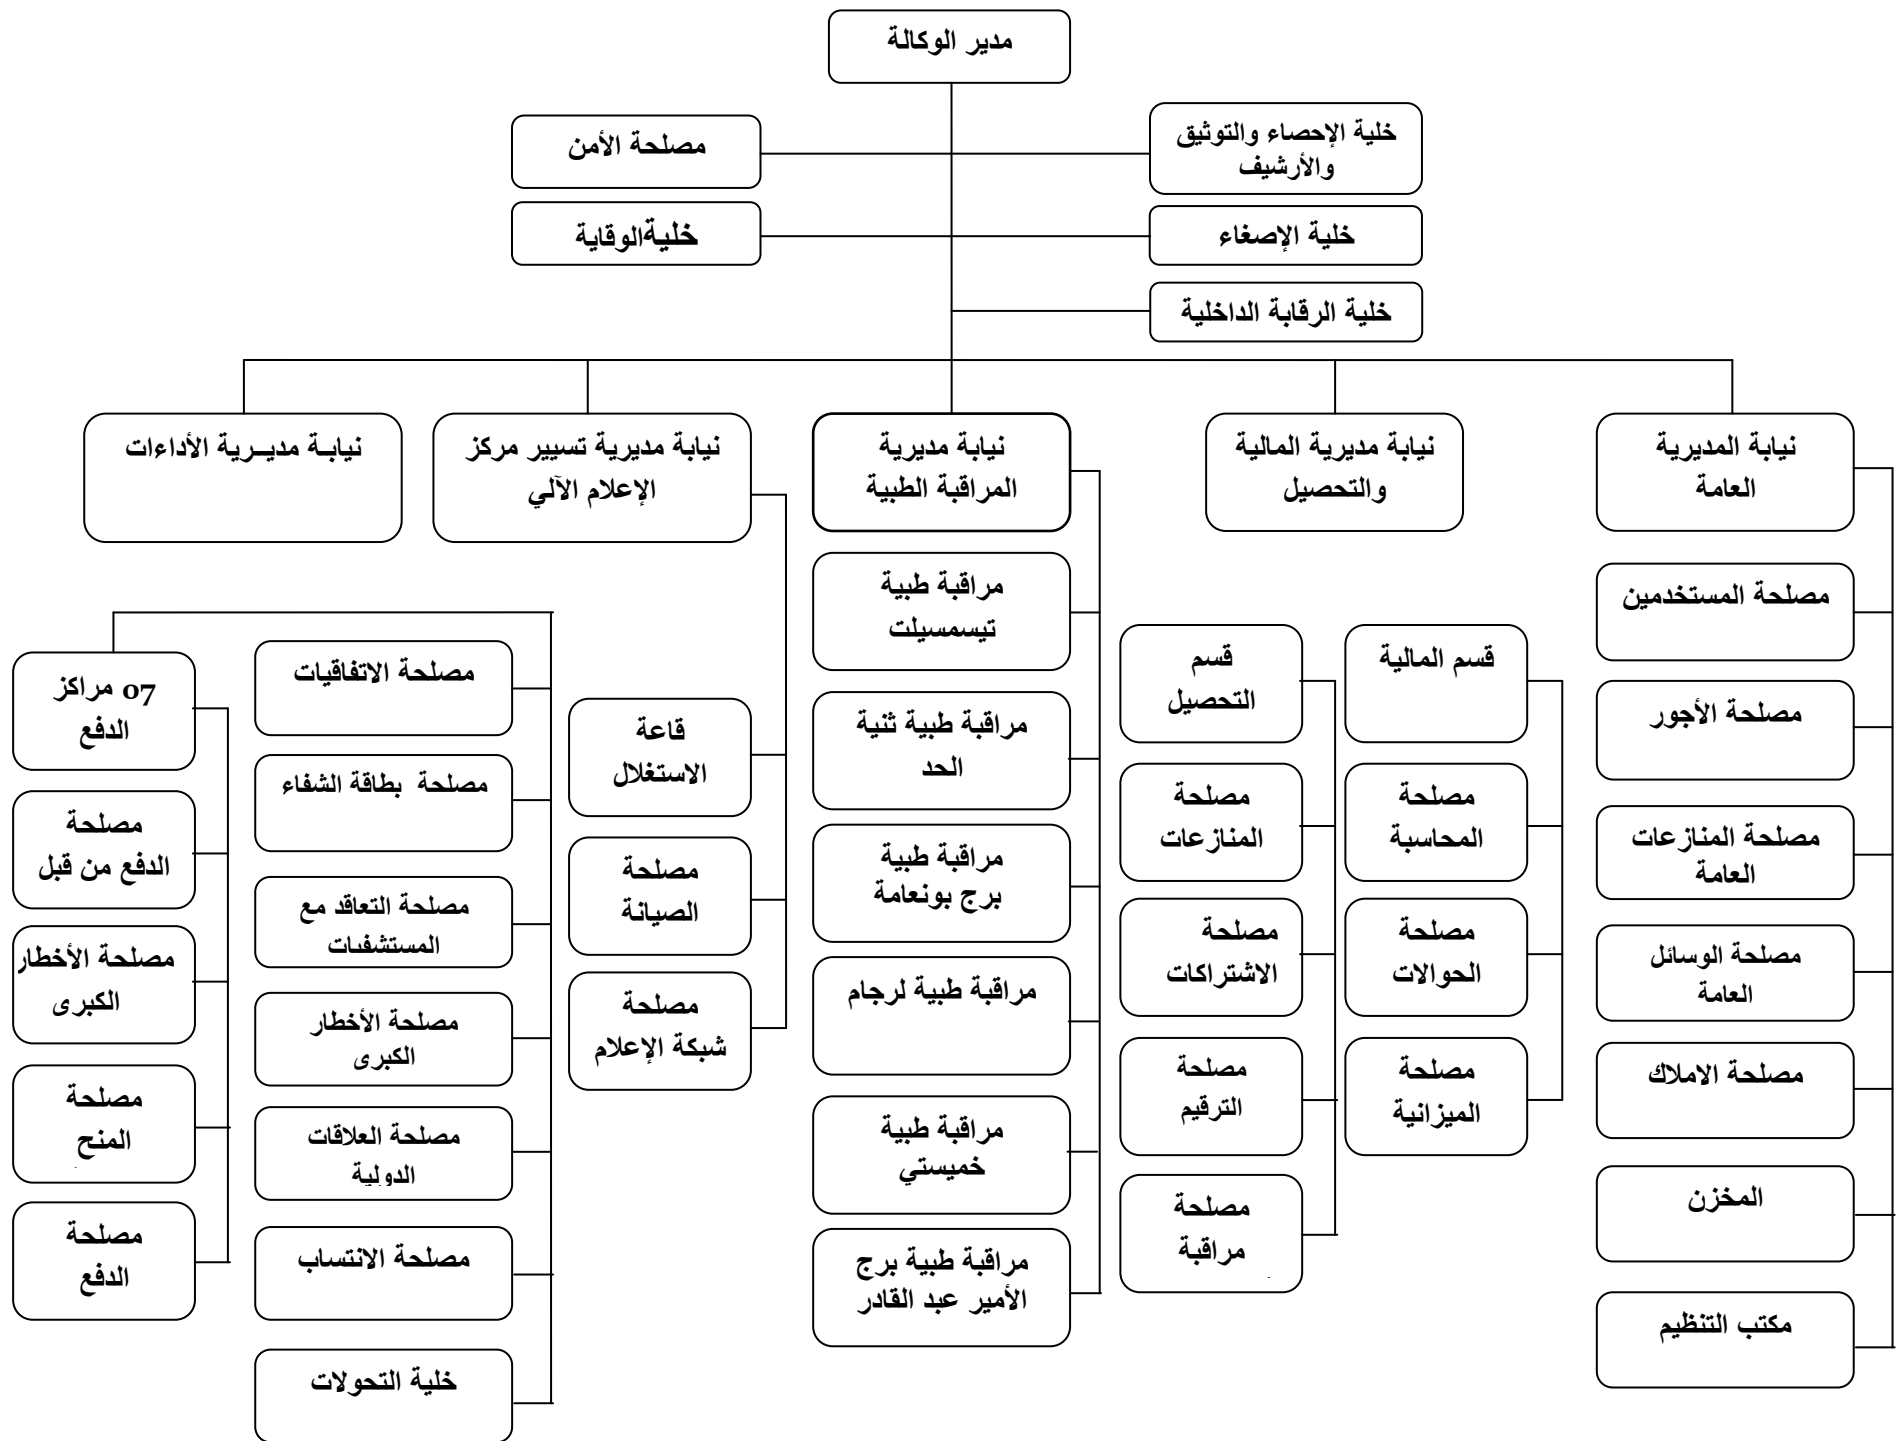 مدير الوكالة
خلية الإحصاء والتوثيق
والأرشيف
مصلحة الأمن
خلية الإصغاء
خليةالوقاية
خلية الرقابة الداخلية
نيابة المديرية
العامة
نيابة مديرية المالية
والتحصيل
نيابة مديرية
المراقبة الطبية
نيابة مديرية تسيير مركز
الإعلام الآلي
نيابـة مديــرية الأداءات
مصلحة المستخدمين
مصلحة الأجور
مصلحة المنازعات
العامة
مصلحة الوسائل
العامة
مصلحة الاملاك
المخزن
مكتب التنظيم
قسم المالية
مصلحة
المحاسبة
مصلحة
الحوالات
مصلحة
الميزانية
قسم
التحصيل
مصلحة
المنازعات
مصلحة
الاشتراكات
مصلحة
الترقيم
مصلحة
مراقبة
مراقبة طبية
تيسمسيلت
مراقبة طبية ثنية
الحد
مراقبة طبية
برج بونعامة
مراقبة طبية لرجام
مراقبة طبية
خميستي
مراقبة طبية برج
الأمير عبد القادر
قاعة
الاستغلال
مصلحة
الصيانة
مصلحة
شبكة الإعلام
مصلحة الاتفاقيات
مصلحة بطاقة الشفاء
مصلحة التعاقد مع
المستشفيات
مصلحة الأخطار
الكبرى
مصلحة العلاقات
الدولية
مصلحة الانتساب
خلية التحولات
07 مراكز
الدفع
مصلحة
الدفع من قبل
مصلحة الأخطار
الكبرى
مصلحة
المنح
مصلحة
الدفع